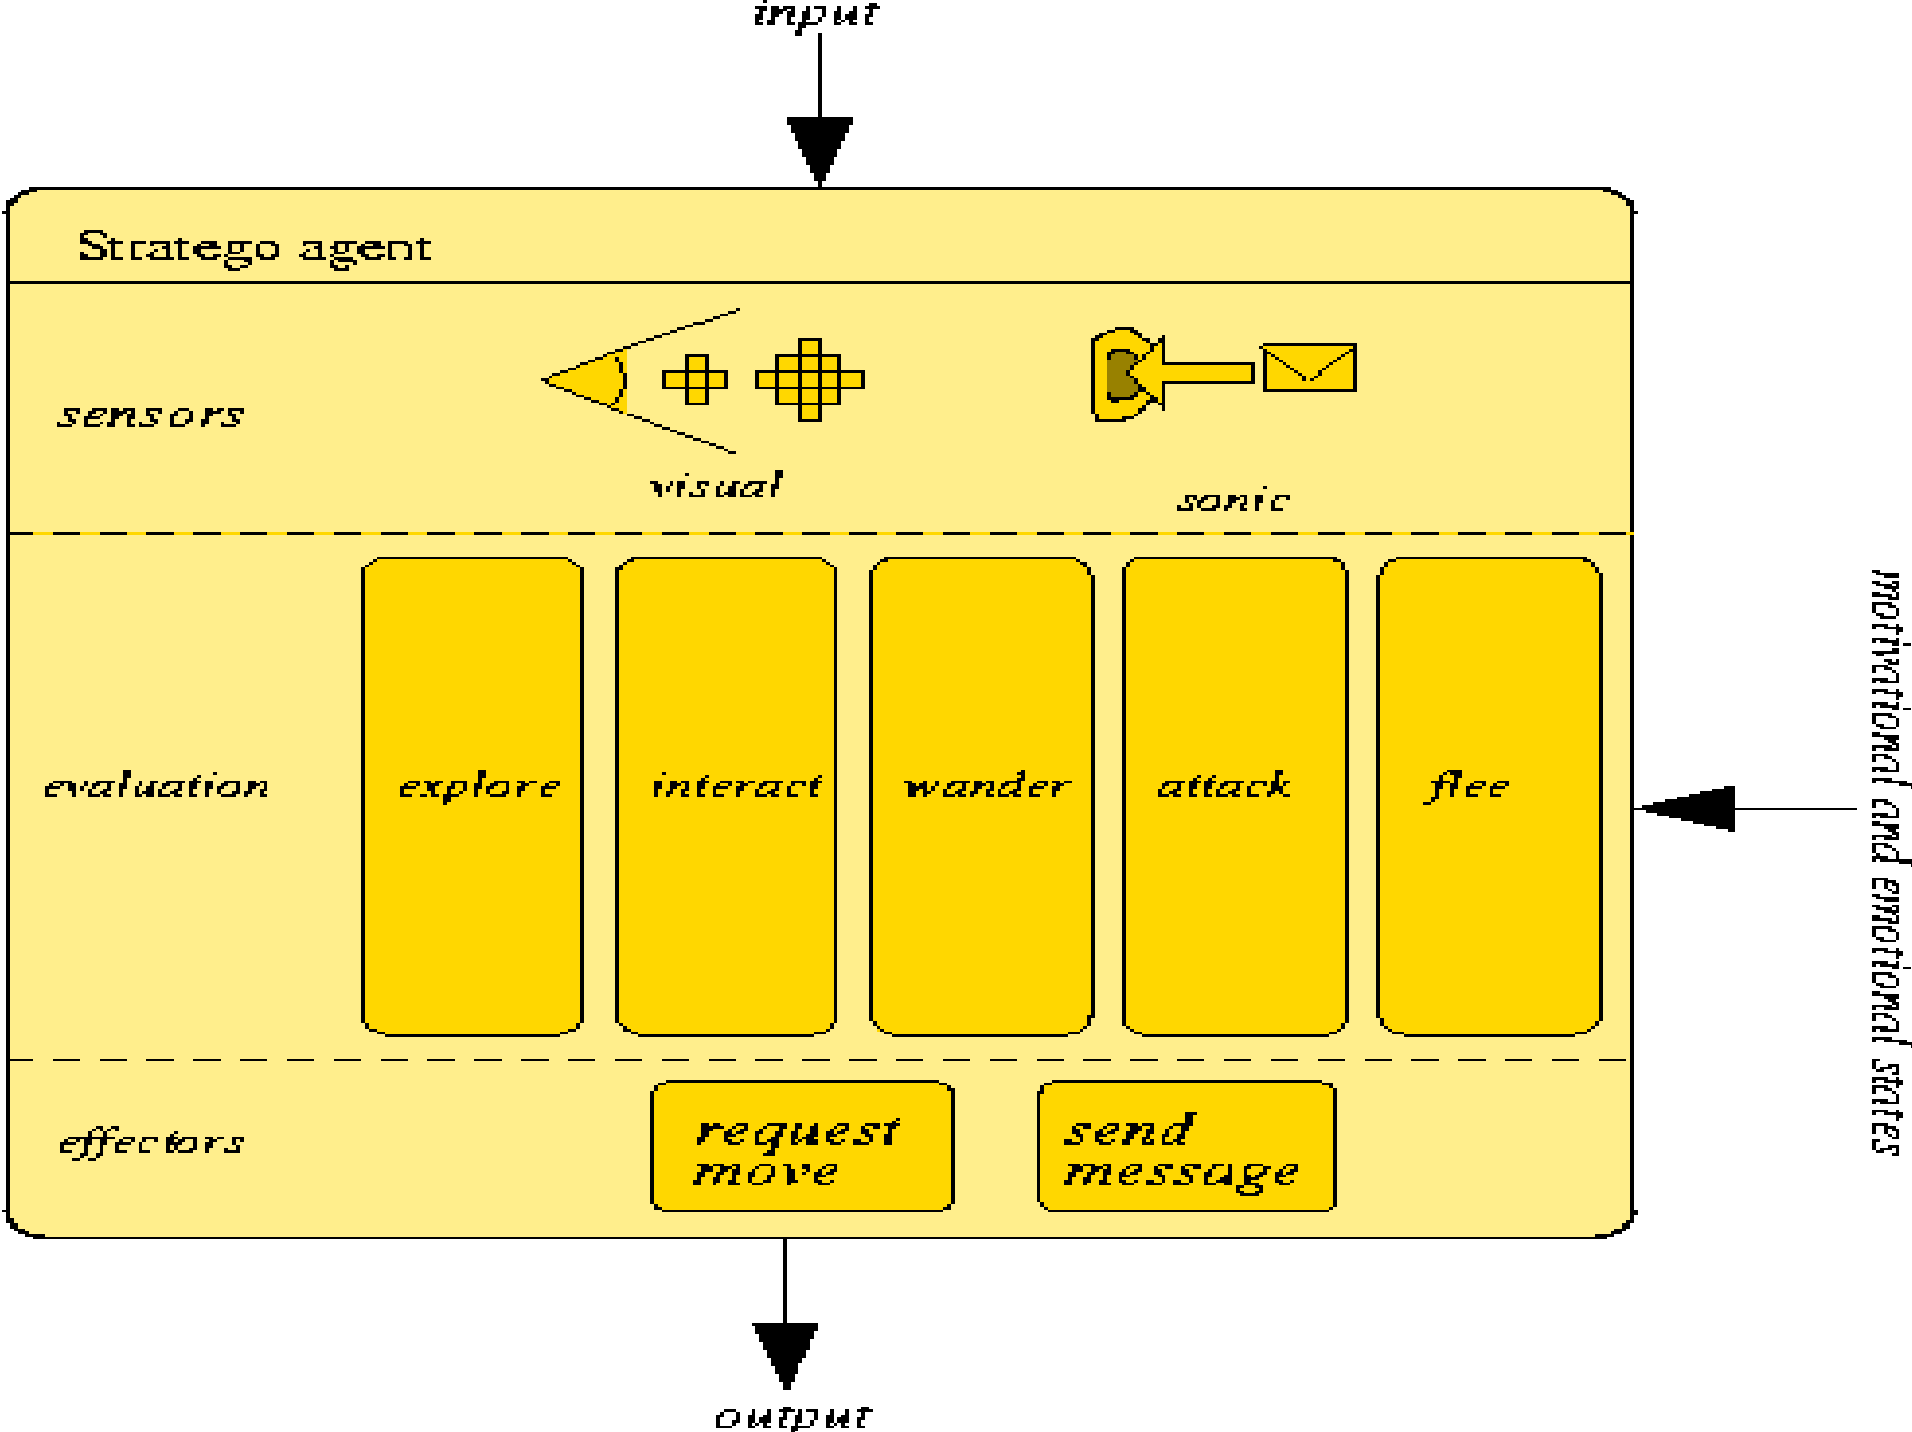 input
Stratego agent
sensors
visual
sonic
evaluation
explore
interact
wander
attack
flee
motivational and emotional states
effectors
request
move
send
message
output